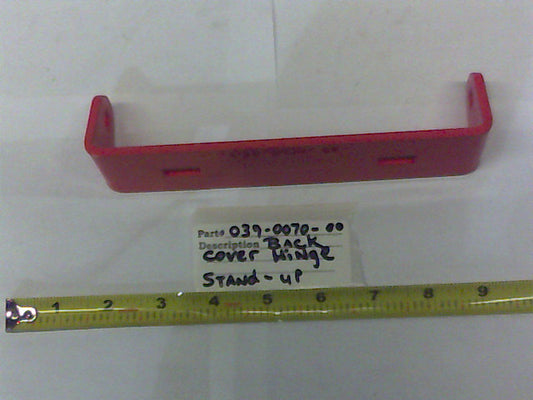 Part# 039-0070-00
Description Back
cover Hinge
Stand-up
1 2 3 4 5 6 7 8 9